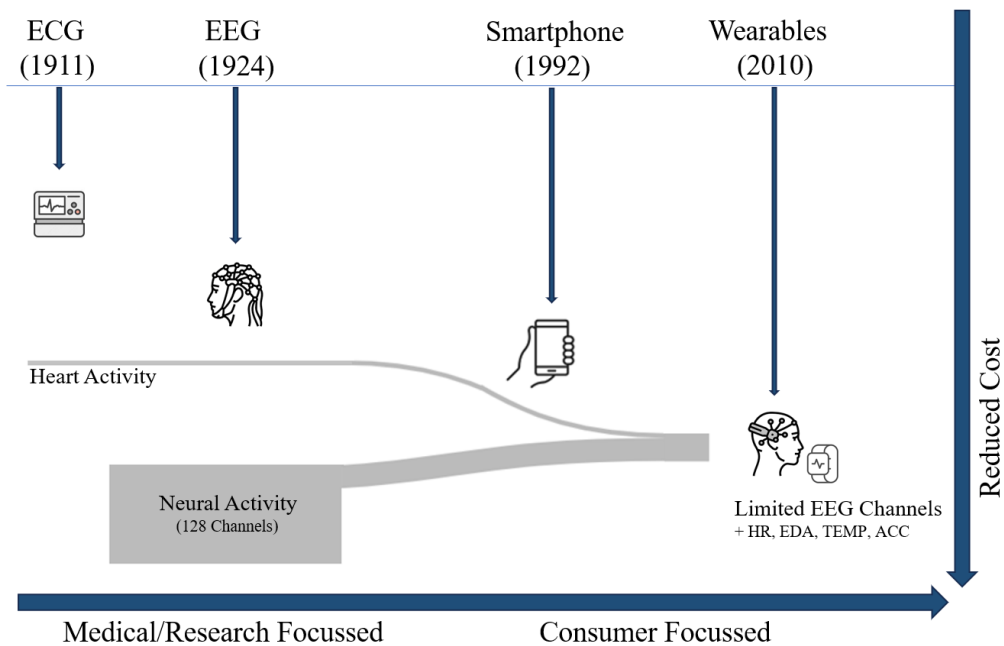 ECG
(1911)
EEG
(1924)
Smartphone
(1992)
Wearables
(2010)
Heart Activity
Neural Activity
(128 Channels)
Limited EEG Channels
+ HR, EDA, TEMP, ACC
Reduced Cost
Medical/Research Focussed
Consumer Focussed